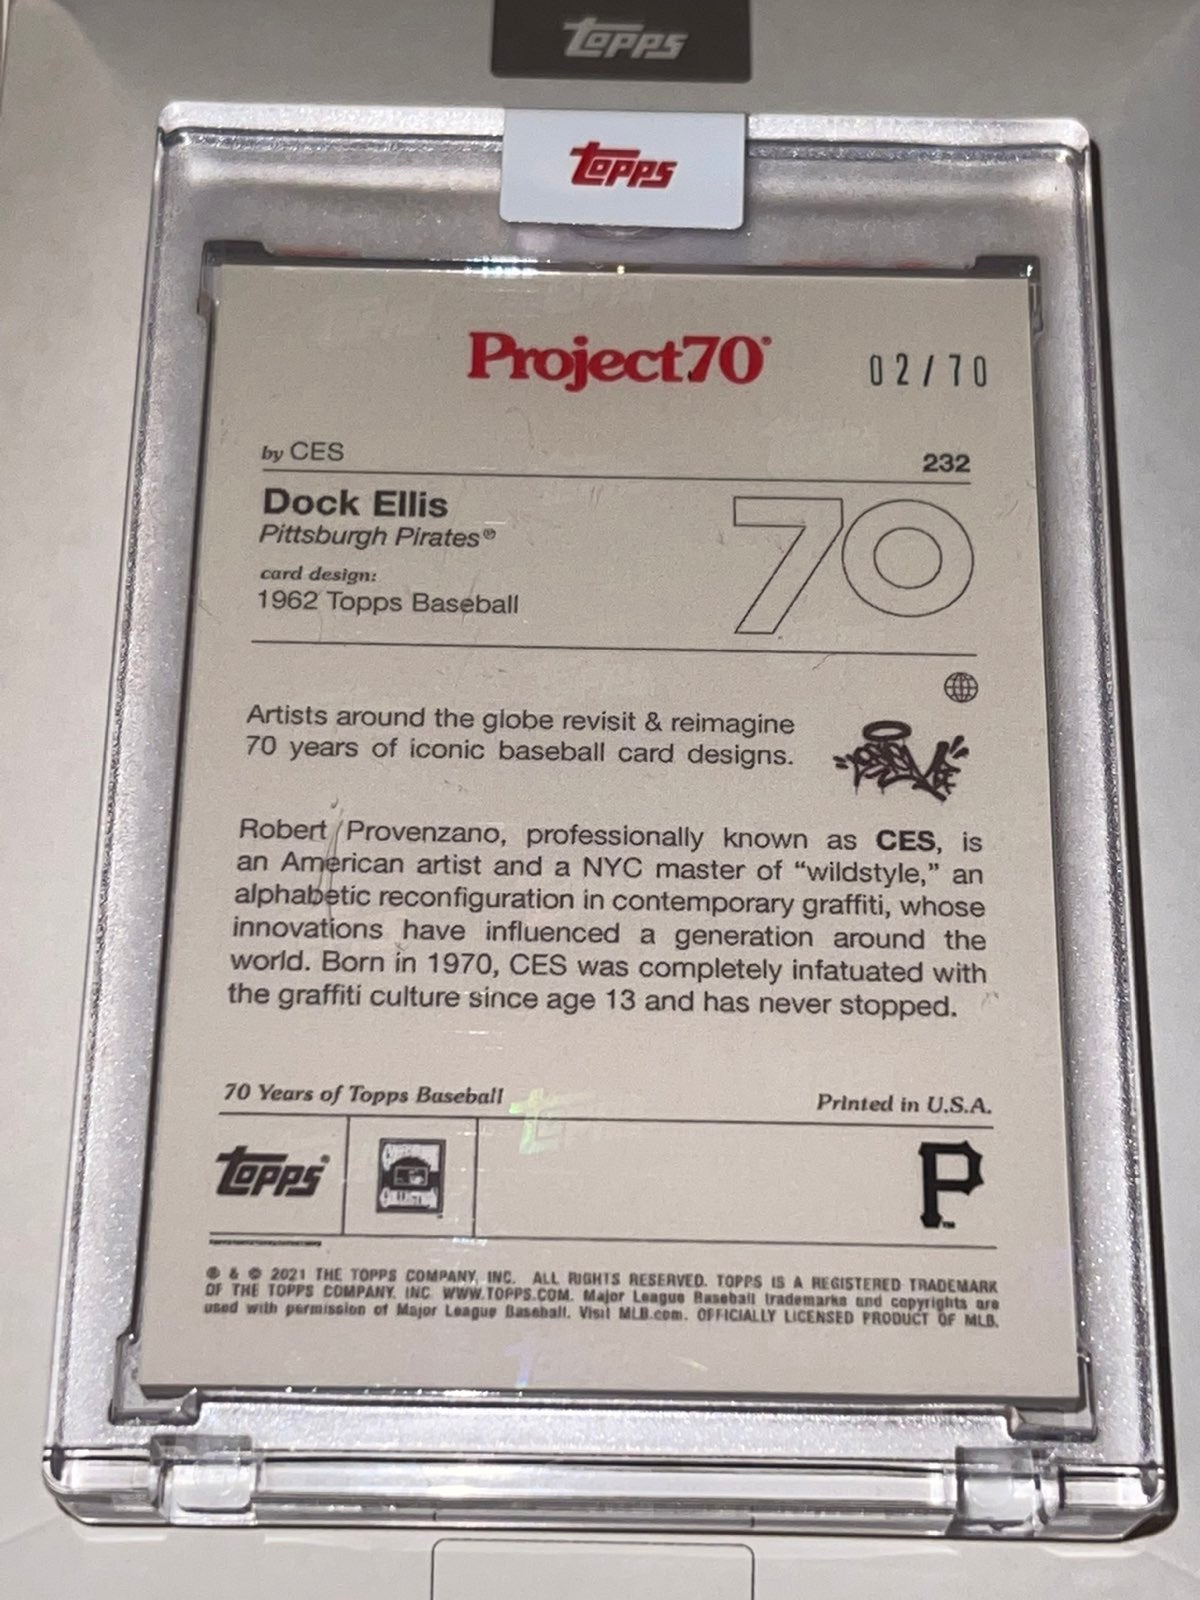 TOPPS
TOPPS
Project70®
02/70
by CES
232
Dock Ellis
Pittsburgh Pirates®
card design:
1962 Topps Baseball
70
Artists around the globe revisit & reimagine
70 years of iconic baseball card designs.
Robert Provenzano, professionally known as CES, is
an American artist and a NYC master of “wildstyle,” an
alphabetic reconfiguration in contemporary graffiti, whose
innovations have influenced a generation around the
world. Born in 1970, CES was completely infatuated with
the graffiti culture since age 13 and has never stopped.
70 Years of Topps Baseball
Printed in U.S.A.
TOPPS®
COLLECTION
P™
® & © 2021 THE TOPPS COMPANY, INC. ALL RIGHTS RESERVED. TOPPS IS A REGISTERED TRADEMARK
OF THE TOPPS COMPANY, INC. WWW.TOPPS.COM. Major League Baseball trademarks and copyrights are
used with permission of Major League Baseball. Visit MLB.com. OFFICIALLY LICENSED PRODUCT OF MLB.